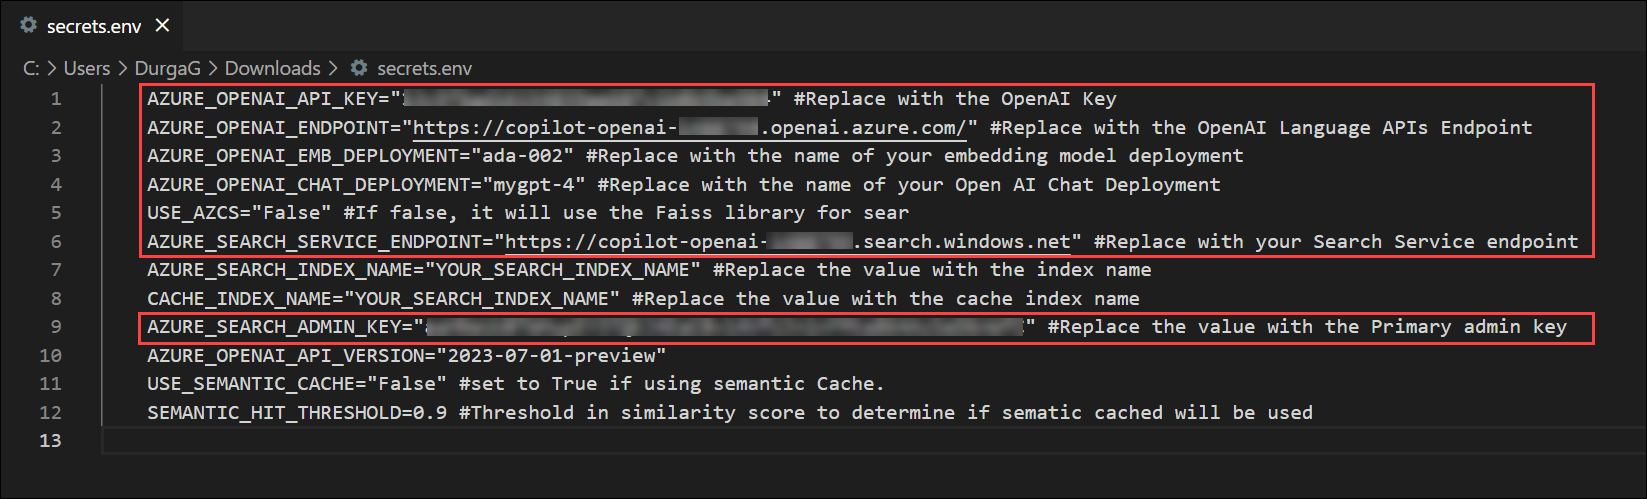 secrets.env
C: > Users > DurgaG > Downloads > secrets.env
1 AZURE_OPENAI_API_KEY="" #Replace with the OpenAI Key
2 AZURE_OPENAI_ENDPOINT="https://copilot-openai-.openai.azure.com/" #Replace with the OpenAI Language APIs Endpoint
3 AZURE_OPENAI_EMB_DEPLOYMENT="ada-002" #Replace with the name of your embedding model deployment
4 AZURE_OPENAI_CHAT_DEPLOYMENT="mygpt-4" #Replace with the name of your Open AI Chat Deployment
5 USE_AZCS="False" #If false, it will use the Faiss library for sear
6 AZURE_SEARCH_SERVICE_ENDPOINT="https://copilot-openai-.search.windows.net" #Replace with your Search Service endpoint
7 AZURE_SEARCH_INDEX_NAME="YOUR_SEARCH_INDEX_NAME" #Replace the value with the index name
8 CACHE_INDEX_NAME="YOUR_SEARCH_INDEX_NAME" #Replace the value with the cache index name
9 AZURE_SEARCH_ADMIN_KEY="" #Replace the value with the Primary admin key
10 AZURE_OPENAI_API_VERSION="2023-07-01-preview"
11 USE_SEMANTIC_CACHE="False" #set to True if using semantic Cache.
12 SEMANTIC_HIT_THRESHOLD=0.9 #Threshold in similarity score to determine if sematic cached will be used
13